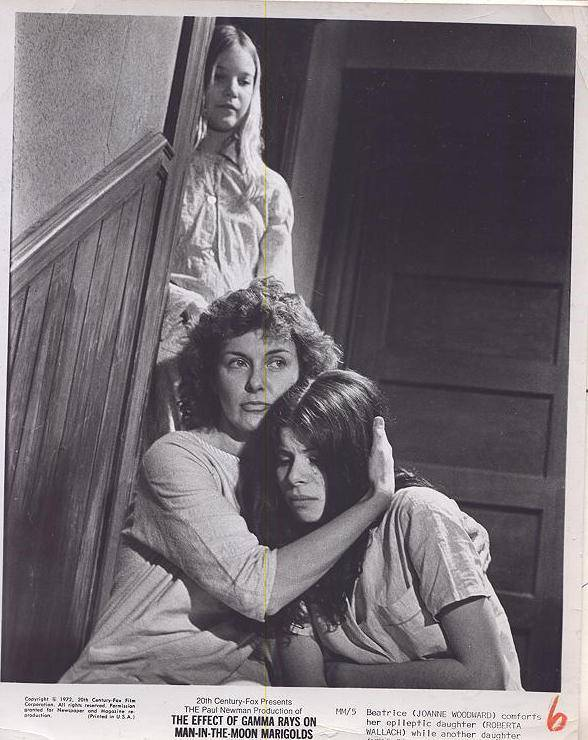 Copyright © 1972, 20th Century-Fox Film
Corporation. All rights reserved. Permission
granted for Newspaper and Magazine re-
production. (Printed in U.S.A.)
20th Century-Fox Presents
THE Paul Newman Production of
THE EFFECT OF GAMMA RAYS ON
MAN-IN-THE-MOON MARIGOLDS
MM/5
Beatrice (JOANNE WOODWARD) comforts
her epileptic daughter (ROBERTA
WALLACH) while another daughter
6